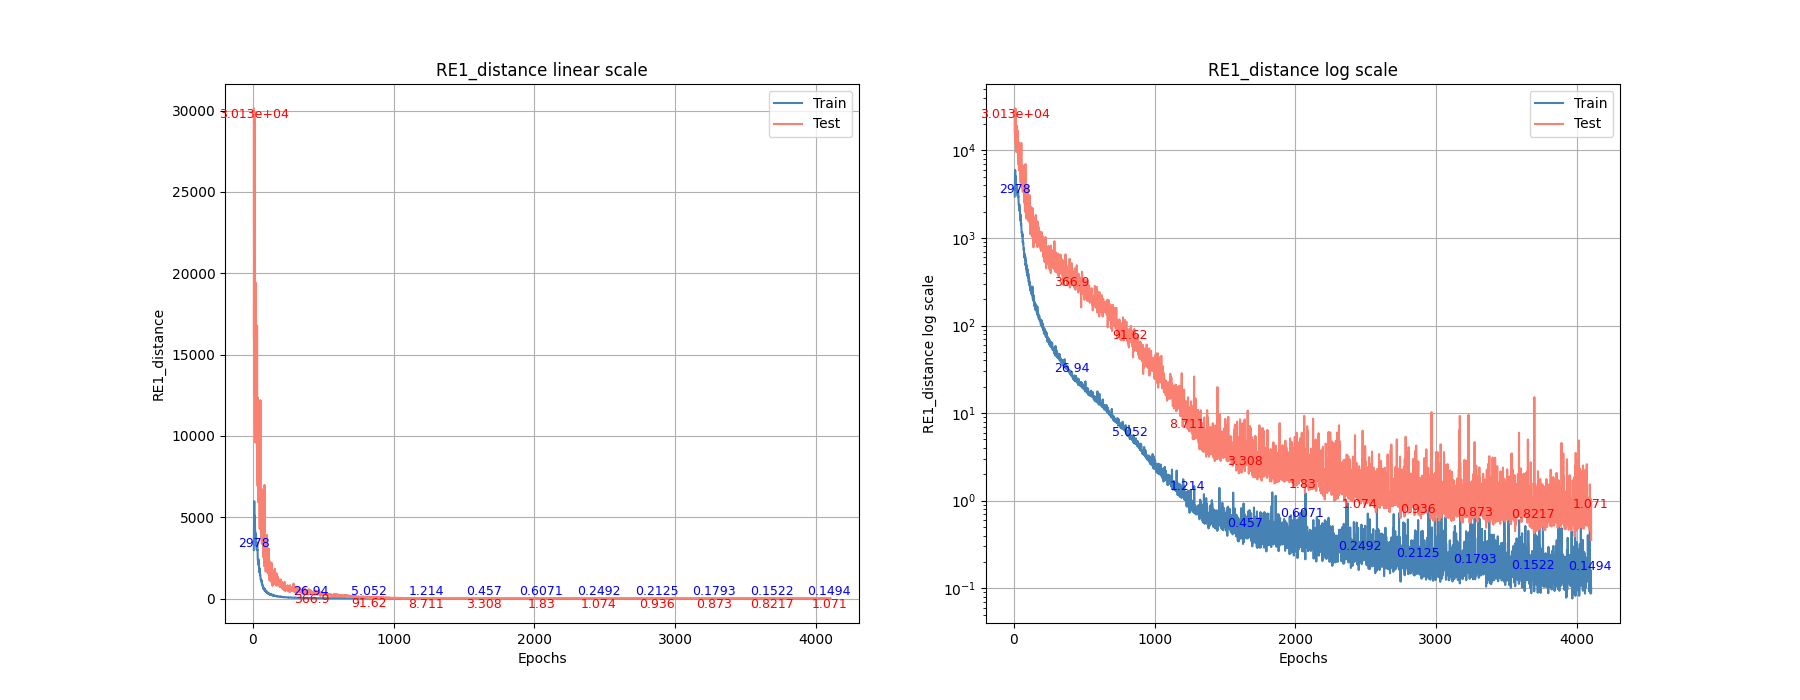 RE1_distance linear scale
RE1_distance
30000
25000
20000
15000
10000
5000
0
3.013e+04
2978
Train
Test
26.94 5.052 1.214 0.457 0.6071 0.2492 0.2125 0.1793 0.1522 0.1494
366.9 91.62 8.711 3.308 1.83 1.074 0.936 0.873 0.8217 1.071
0 1000 2000 3000 4000
Epochs
RE1_distance log scale
RE1_distance log scale
10⁴
10³
10²
10¹
10⁰
10⁻¹
Train
Test
3.013e+04
2978
366.9
91.62
26.94
5.052
8.711
3.308
1.214
1.83
1.074
0.936
0.873
0.8217
1.071
0.457
0.6071
0.2492
0.2125
0.1793
0.1522
0.1494
0 1000 2000 3000 4000
Epochs